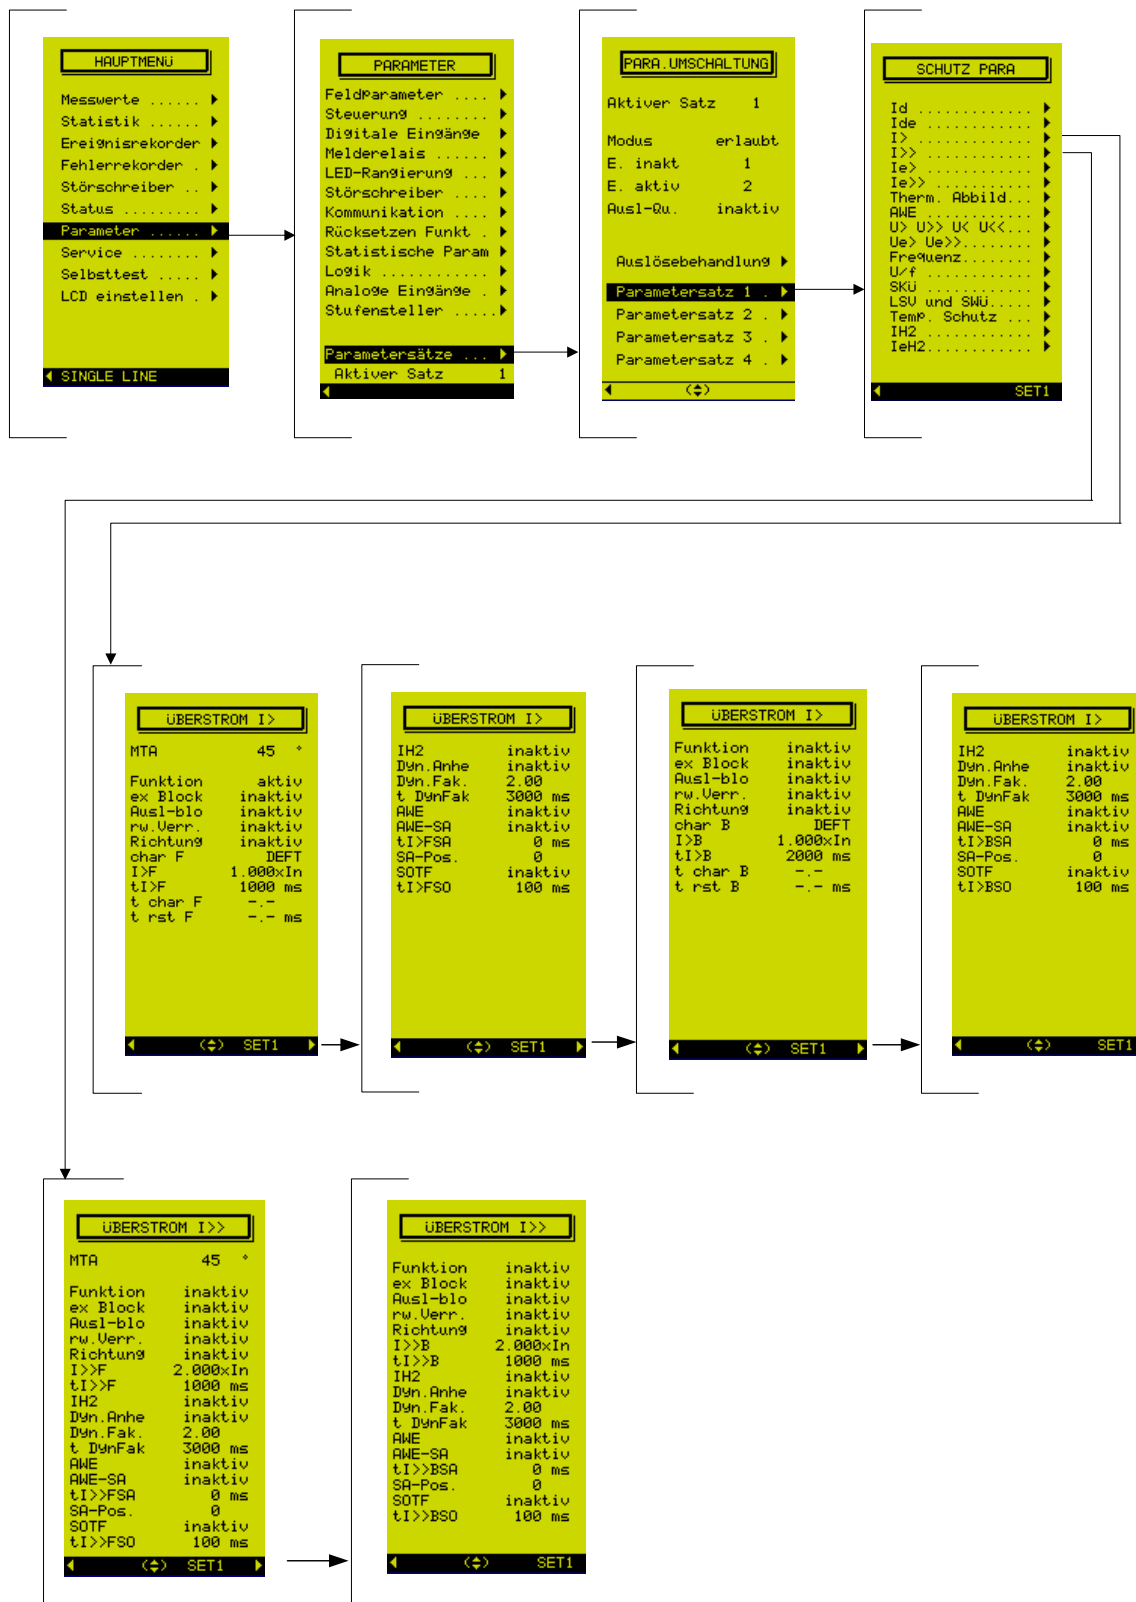 HAUPTMENü
Messwerte ......
Statistik ......
Ereignisrekorder
Fehlerrekorder .
Störschreiber ..
Status .........
Parameter ......
Service ........
Selbsttest .....
LCD einstellen .
SINGLE LINE
PARAMETER
Feldparameter ....
Steuerung ........
Digitale Eingänge
Melderelais ......
LED-Rangierung ...
Störschreiber ....
Kommunikation ....
Rücksetzen Funkt .
Statistische Param
Logik ............
Analoge Eingänge .
Stufensteller .....
Parametersätze ...
Aktiver Satz 1
PARA.UMSCHALTUNG
Aktiver Satz 1
Modus erlaubt
E. inakt 1
E. aktiv 2
Ausl-Qu. inaktiv
Auslösebehandlung
Parametersatz 1 .
Parametersatz 2 .
Parametersatz 3 .
Parametersatz 4 .
SCHUTZ PARA
Id ............
Ide ...........
I> ............
I>> ...........
Ie> ...........
Ie>> ..........
Therm. Abbild...
AWE ...........
U> U>> U< U<<...
Ue> Ue>>.......
Frequenz.......
U/f ...........
SKü ...........
LSV und SWü.....
Temp. Schutz ...
IH2 ...........
IeH2...........
SET1
üBERSTROM I>
MTA 45 °
Funktion aktiv
ex Block inaktiv
Ausl-blo inaktiv
rw.Verr. inaktiv
Richtung inaktiv
char F DEFT
I>F 1.000xIn
tI>F 1000 ms
t char F -.-
t rst F -.- ms
SET1
üBERSTROM I>
IH2 inaktiv
Dyn.Anhe inaktiv
Dyn.Fak. 2.00
t DynFak 3000 ms
AWE inaktiv
AWE-SA inaktiv
tI>FSA 0 ms
SA-Pos. 0
SOTF inaktiv
tI>FSO 100 ms
SET1
üBERSTROM I>
Funktion inaktiv
ex Block inaktiv
Ausl-blo inaktiv
rw.Verr. inaktiv
Richtung inaktiv
char B DEFT
I>B 1.000xIn
tI>B 2000 ms
t char B -.-
t rst B -.- ms
SET1
üBERSTROM I>
IH2 inaktiv
Dyn.Anhe inaktiv
Dyn.Fak. 2.00
t DynFak 3000 ms
AWE inaktiv
AWE-SA inaktiv
tI>BSA 0 ms
SA-Pos. 0
SOTF inaktiv
tI>BSO 100 ms
SET1
üBERSTROM I>>
MTA 45 °
Funktion inaktiv
ex Block inaktiv
Ausl-blo inaktiv
rw.Verr. inaktiv
Richtung inaktiv
I>>F 2.000xIn
tI>>F 1000 ms
IH2 inaktiv
Dyn.Anhe inaktiv
Dyn.Fak. 2.00
t DynFak 3000 ms
AWE inaktiv
AWE-SA inaktiv
tI>>FSA 0 ms
SA-Pos. 0
SOTF inaktiv
tI>>FSO 100 ms
SET1
üBERSTROM I>>
Funktion inaktiv
ex Block inaktiv
Ausl-blo inaktiv
rw.Verr. inaktiv
Richtung inaktiv
I>>B 2.000xIn
tI>>B 1000 ms
IH2 inaktiv
Dyn.Anhe inaktiv
Dyn.Fak. 2.00
t DynFak 3000 ms
AWE inaktiv
AWE-SA inaktiv
tI>>BSA 0 ms
SA-Pos. 0
SOTF inaktiv
tI>>BSO 100 ms
SET1